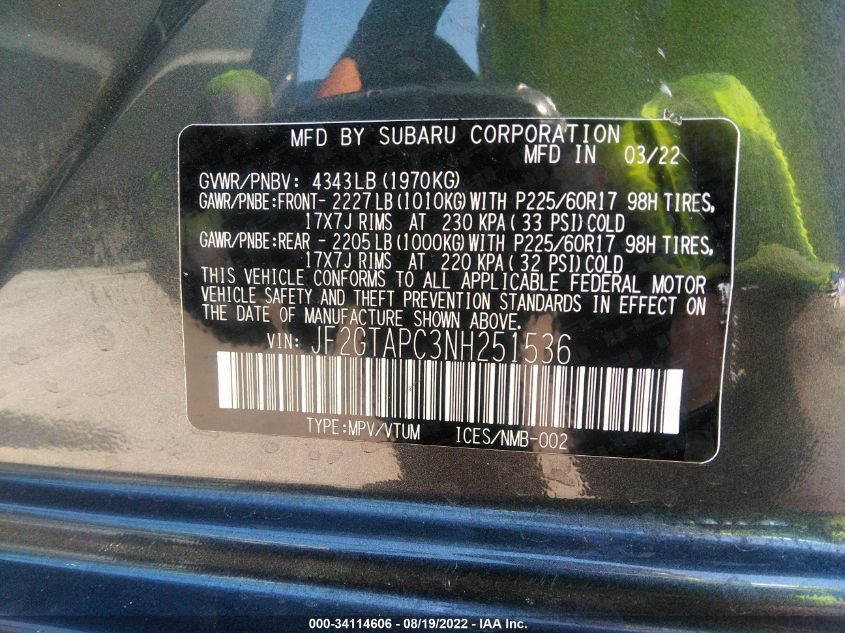 MFD BY SUBARU CORPORATION
MFD IN 03/22
GVWR/PNBV: 4343LB(1970KG)
GAWR/PNBE:FRONT- 2227LB(1010KG)WITH P225/60R17 98H TIRES,
17X7J RIMS AT 230 KPA(33 PSI)COLD
GAWR/PNBE:REAR - 2205LB(1000KG)WITH P225/60R17 98H TIRES,
17X7J RIMS AT 220 KPA(32 PSI)COLD
THIS VEHICLE CONFORMS TO ALL APPLICABLE FEDERAL MOTOR
VEHICLE SAFETY AND THEFT PREVENTION STANDARDS IN EFFECT ON
THE DATE OF MANUFACTURE SHOWN ABOVE.
VIN: JF2GTAPC3NH251536
TYPE:MPV/VTUM ICES/NMB-002
000-34114606 - 08/19/2022 - IAA Inc.